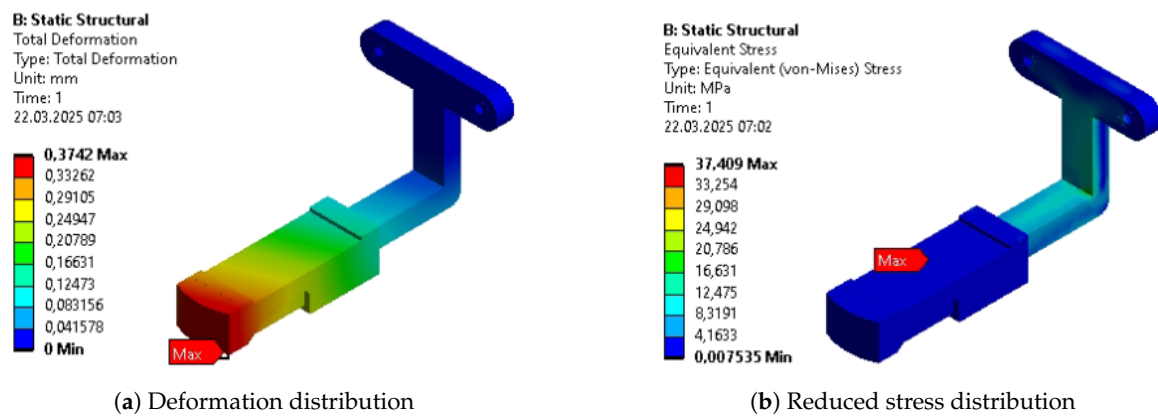 B: Static Structural
Total Deformation
Type: Total Deformation
Unit: mm
Time: 1
22.03.2025 07:03
0,3742 Max
0,33262
0,29105
0,24947
0,20789
0,16631
0,12473
0,083156
0,041578
0 Min
Max
(a) Deformation distribution
B: Static Structural
Equivalent Stress
Type: Equivalent (von-Mises) Stress
Unit: MPa
Time: 1
22.03.2025 07:02
37,409 Max
33,254
29,098
24,942
20,786
16,631
12,475
8,3191
4,1633
0,007535 Min
Max
(b) Reduced stress distribution